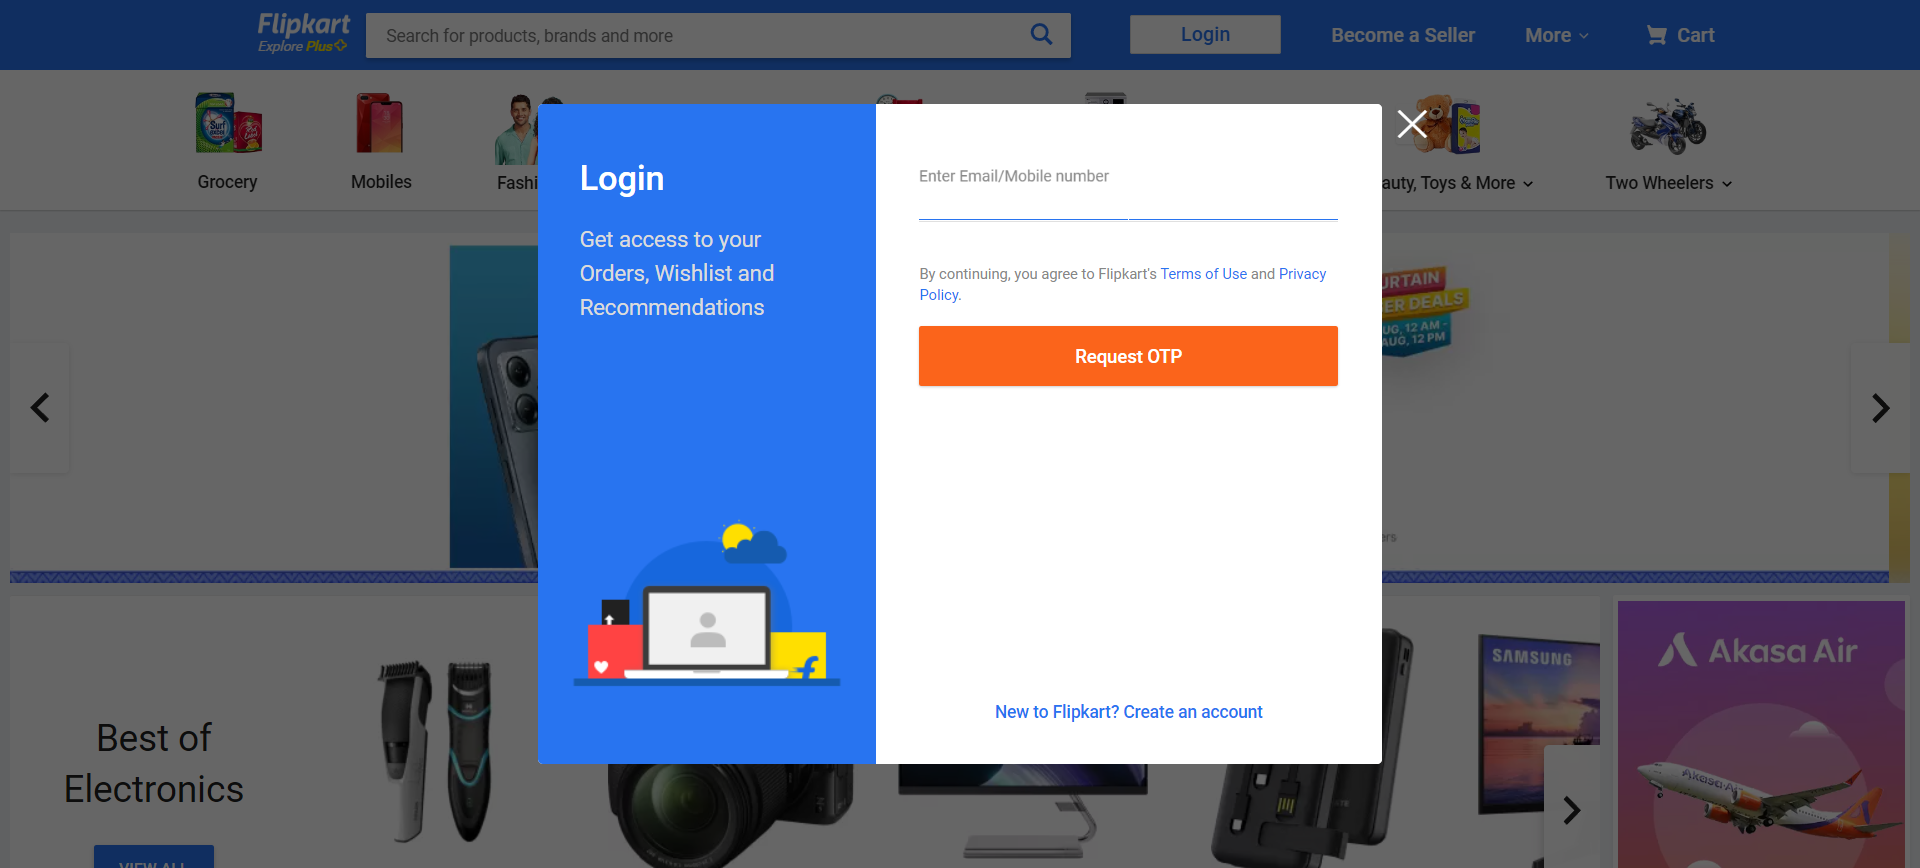 Flipkart
Explore Plus
Search for products, brands and more
Login
Become a Seller
More
Cart
Grocery
Mobiles
Fashi
auty, Toys & More
Two Wheelers
Login
Get access to your
Orders, Wishlist and
Recommendations
Enter Email/Mobile number
By continuing, you agree to Flipkart's Terms of Use and Privacy
Policy.
Request OTP
New to Flipkart? Create an account
URTAIN
ER DEALS
UG, 12 AM -
AUG, 12 PM
ers
Best of
Electronics
VIEW ALL
SAMSUNG
Akasa Air
Akasa Air